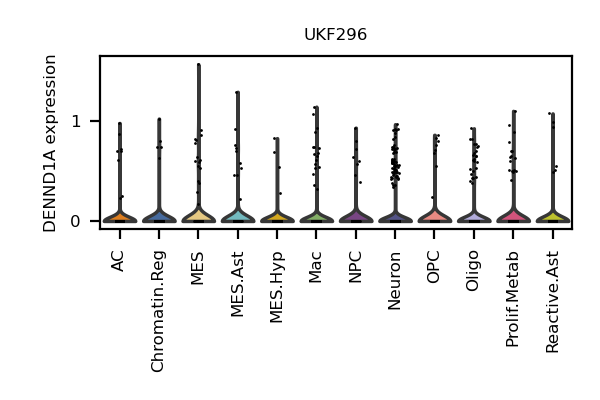 UKF296
DENND1A expression
1
0
AC
Chromatin.Reg
MES
MES.Ast
MES.Hyp
Mac
NPC
Neuron
OPC
Oligo
Prolif.Metab
Reactive.Ast